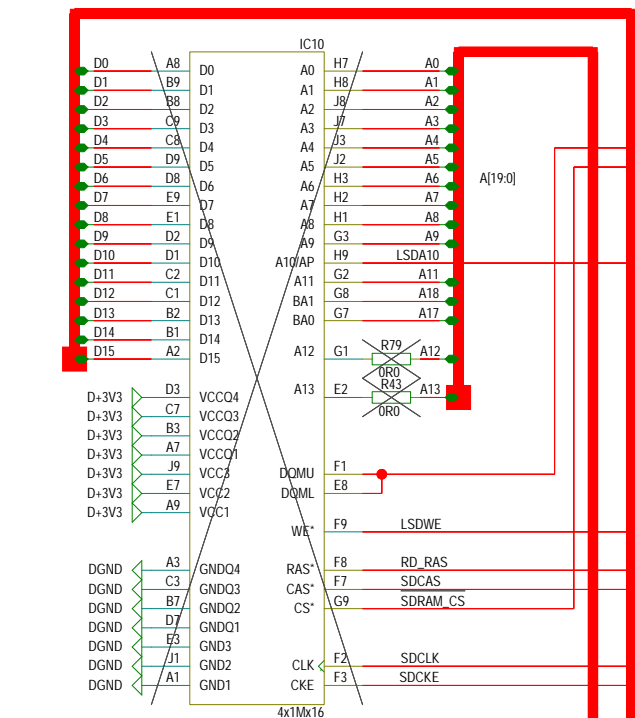 IC10
D0 A8 D0 A0 H7 A0
D1 B9 D1 A1 H8 A1
D2 B8 D2 A2 J8 A2
D3 C9 D3 A3 J7 A3
D4 C8 D4 A4 J3 A4
D5 D9 D5 A5 J2 A5
D6 D8 D6 A6 H3 A6 A[19:0]
D7 E9 D7 A7 H2 A7
D8 E1 D8 A8 H1 A8
D9 D2 D9 A9 G3 A9
D10 D1 D10 A10/AP H9 LSDA10
D11 C2 D11 A11 G2 A11
D12 C1 D12 BA1 G8 A18
D13 B2 D13 BA0 G7 A17
D14 B1 D14
D15 A2 D15 A12 G1 R79 A12
0R0
D+3V3 D3 VCCQ4 A13 E2 R43 A13
0R0
D+3V3 C7 VCCQ3
D+3V3 B3 VCCQ2
D+3V3 A7 VCCQ1
D+3V3 J9 VCC3 DQMU F1
D+3V3 E7 VCC2 DQML E8
D+3V3 A9 VCC1
WE* F9 LSDWE
DGND A3 GNDQ4 RAS* F8 RD_RAS
DGND C3 GNDQ3 CAS* F7 SDCAS
DGND B7 GNDQ2 CS* G9 SDRAM_CS
DGND D7 GNDQ1
DGND E3 GND3
DGND J1 GND2 CLK F2 SDCLK
DGND A1 GND1 CKE F3 SDCKE
4x1Mx16